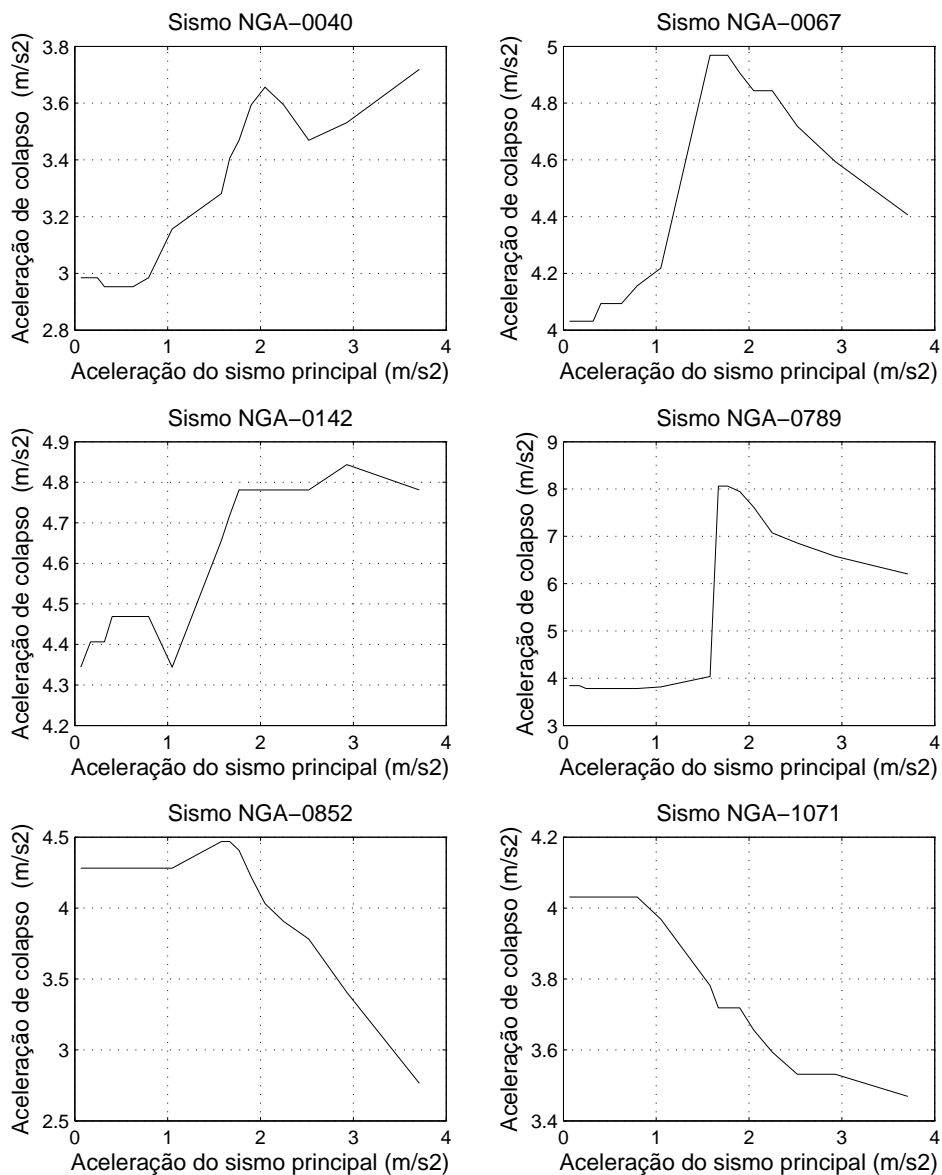 Sismo NGA−0040
Aceleração de colapso (m/s2)
3.8
3.6
3.4
3.2
3
2.8
0 1 2 3 4
Aceleração do sismo principal (m/s2)
Sismo NGA−0067
Aceleração de colapso (m/s2)
5
4.8
4.6
4.4
4.2
4
0 1 2 3 4
Aceleração do sismo principal (m/s2)
Sismo NGA−0142
Aceleração de colapso (m/s2)
4.9
4.8
4.7
4.6
4.5
4.4
4.3
4.2
0 1 2 3 4
Aceleração do sismo principal (m/s2)
Sismo NGA−0789
Aceleração de colapso (m/s2)
9
8
7
6
5
4
3
0 1 2 3 4
Aceleração do sismo principal (m/s2)
Sismo NGA−0852
Aceleração de colapso (m/s2)
4.5
4
3.5
3
2.5
0 1 2 3 4
Aceleração do sismo principal (m/s2)
Sismo NGA−1071
Aceleração de colapso (m/s2)
4.2
4
3.8
3.6
3.4
0 1 2 3 4
Aceleração do sismo principal (m/s2)